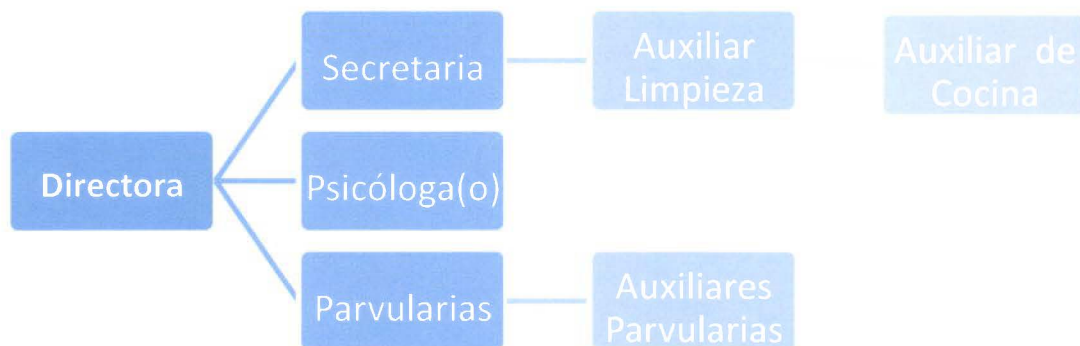 Directora
Secretaria
Auxiliar
Limpieza
Auxiliar de
Cocina
Psicóloga(o)
Parvularias
Auxiliares
Parvularias